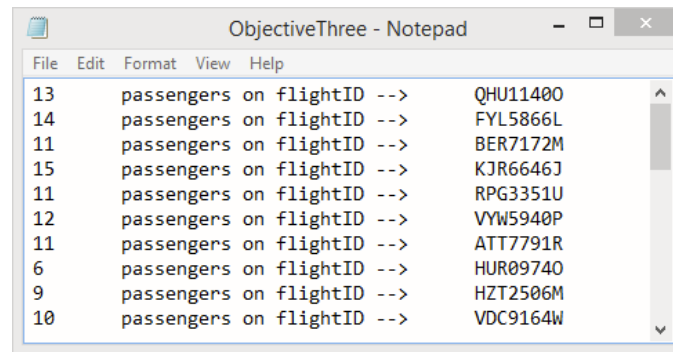 ObjectiveThree - Notepad
File Edit Format View Help
13 passengers on flightID --> QHU1140O
14 passengers on flightID --> FYL5866L
11 passengers on flightID --> BER7172M
15 passengers on flightID --> KJR6646J
11 passengers on flightID --> RPG3351U
12 passengers on flightID --> VYW5940P
11 passengers on flightID --> ATT7791R
6 passengers on flightID --> HUR0974O
9 passengers on flightID --> HZT2506M
10 passengers on flightID --> VDC9164W